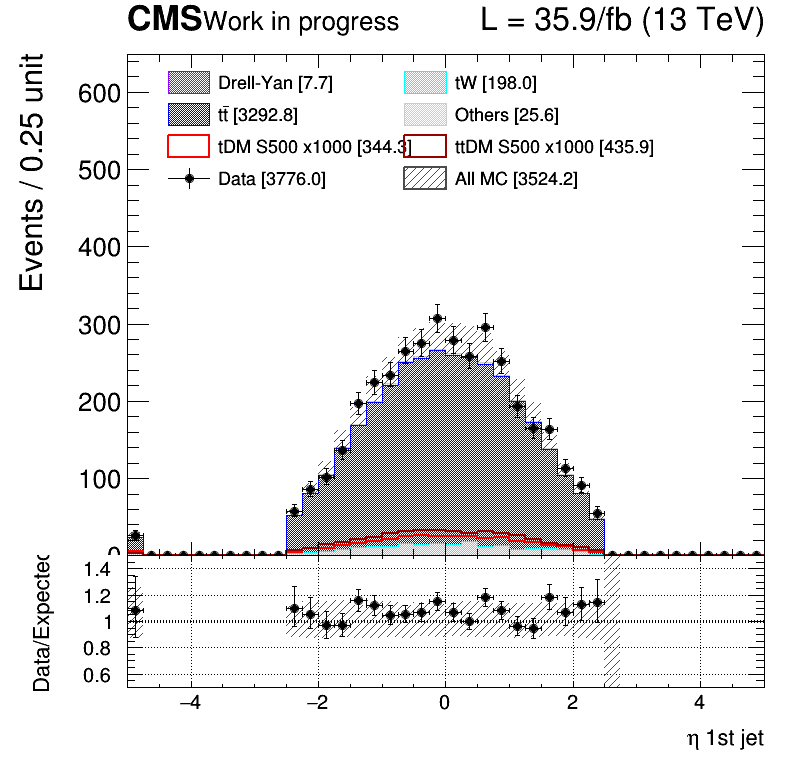 CMS Work in progress L = 35.9/fb (13 TeV)
Events / 0.25 unit
600
500
400
300
200
100
0
Drell-Yan [7.7] tW [198.0]
tt̄ [3292.8] Others [25.6]
tDM S500 x1000 [344.3] ttDM S500 x1000 [435.9]
Data [3776.0] All MC [3524.2]
Data/Expected
1.4
1.2
1
0.8
0.6
−4 −2 0 2 4
η 1st jet